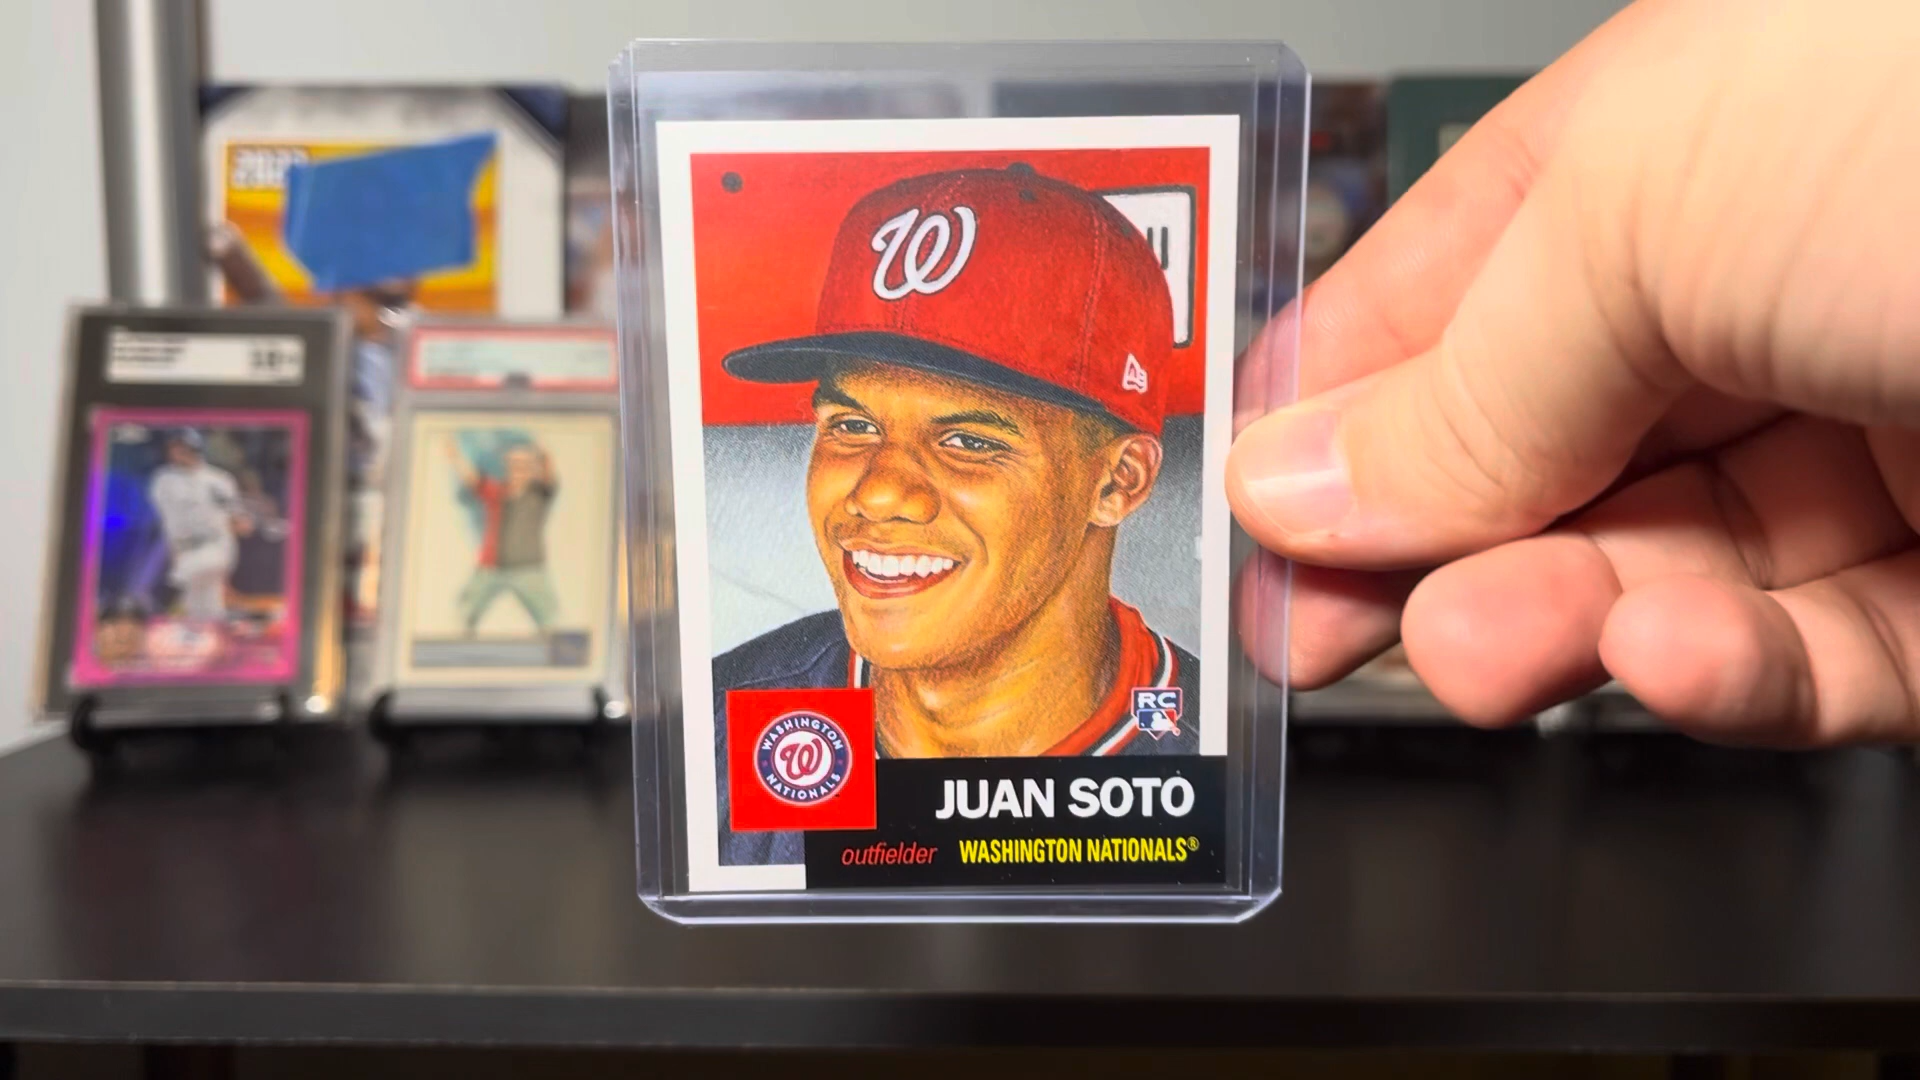 W
RC
WASHINGTON
W
NATIONALS
JUAN SOTO
outfielder WASHINGTON NATIONALS®